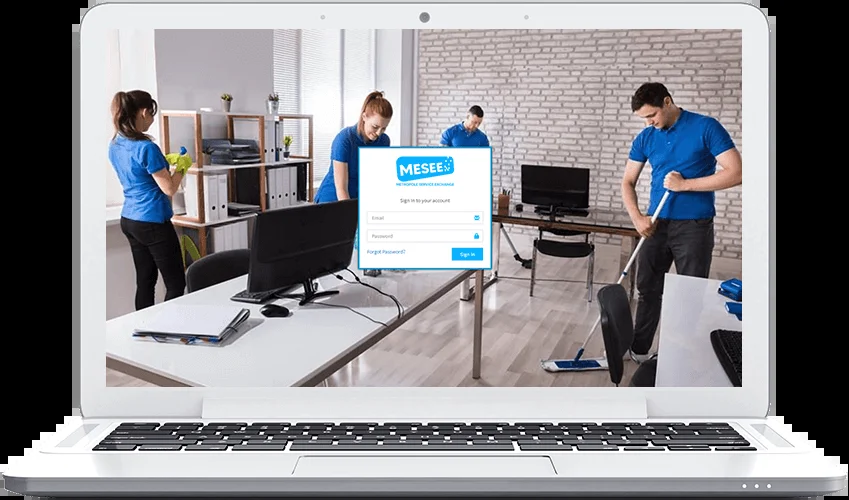 MESEE
METROPOLE SERVICE EXCHANGE
Sign in to your account
Email
Password
Forgot Password?
Sign In